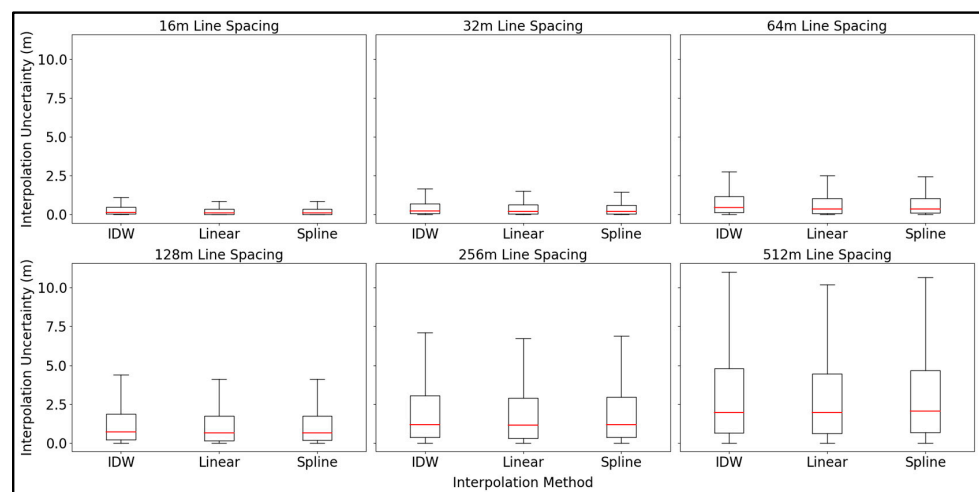 16m Line Spacing
32m Line Spacing
64m Line Spacing
Interpolation Uncertainty (m)
10.0
7.5
5.0
2.5
0.0
IDW Linear Spline
IDW Linear Spline
IDW Linear Spline
128m Line Spacing
256m Line Spacing
512m Line Spacing
Interpolation Uncertainty (m)
10.0
7.5
5.0
2.5
0.0
IDW Linear Spline
IDW Linear Spline
IDW Linear Spline
Interpolation Method